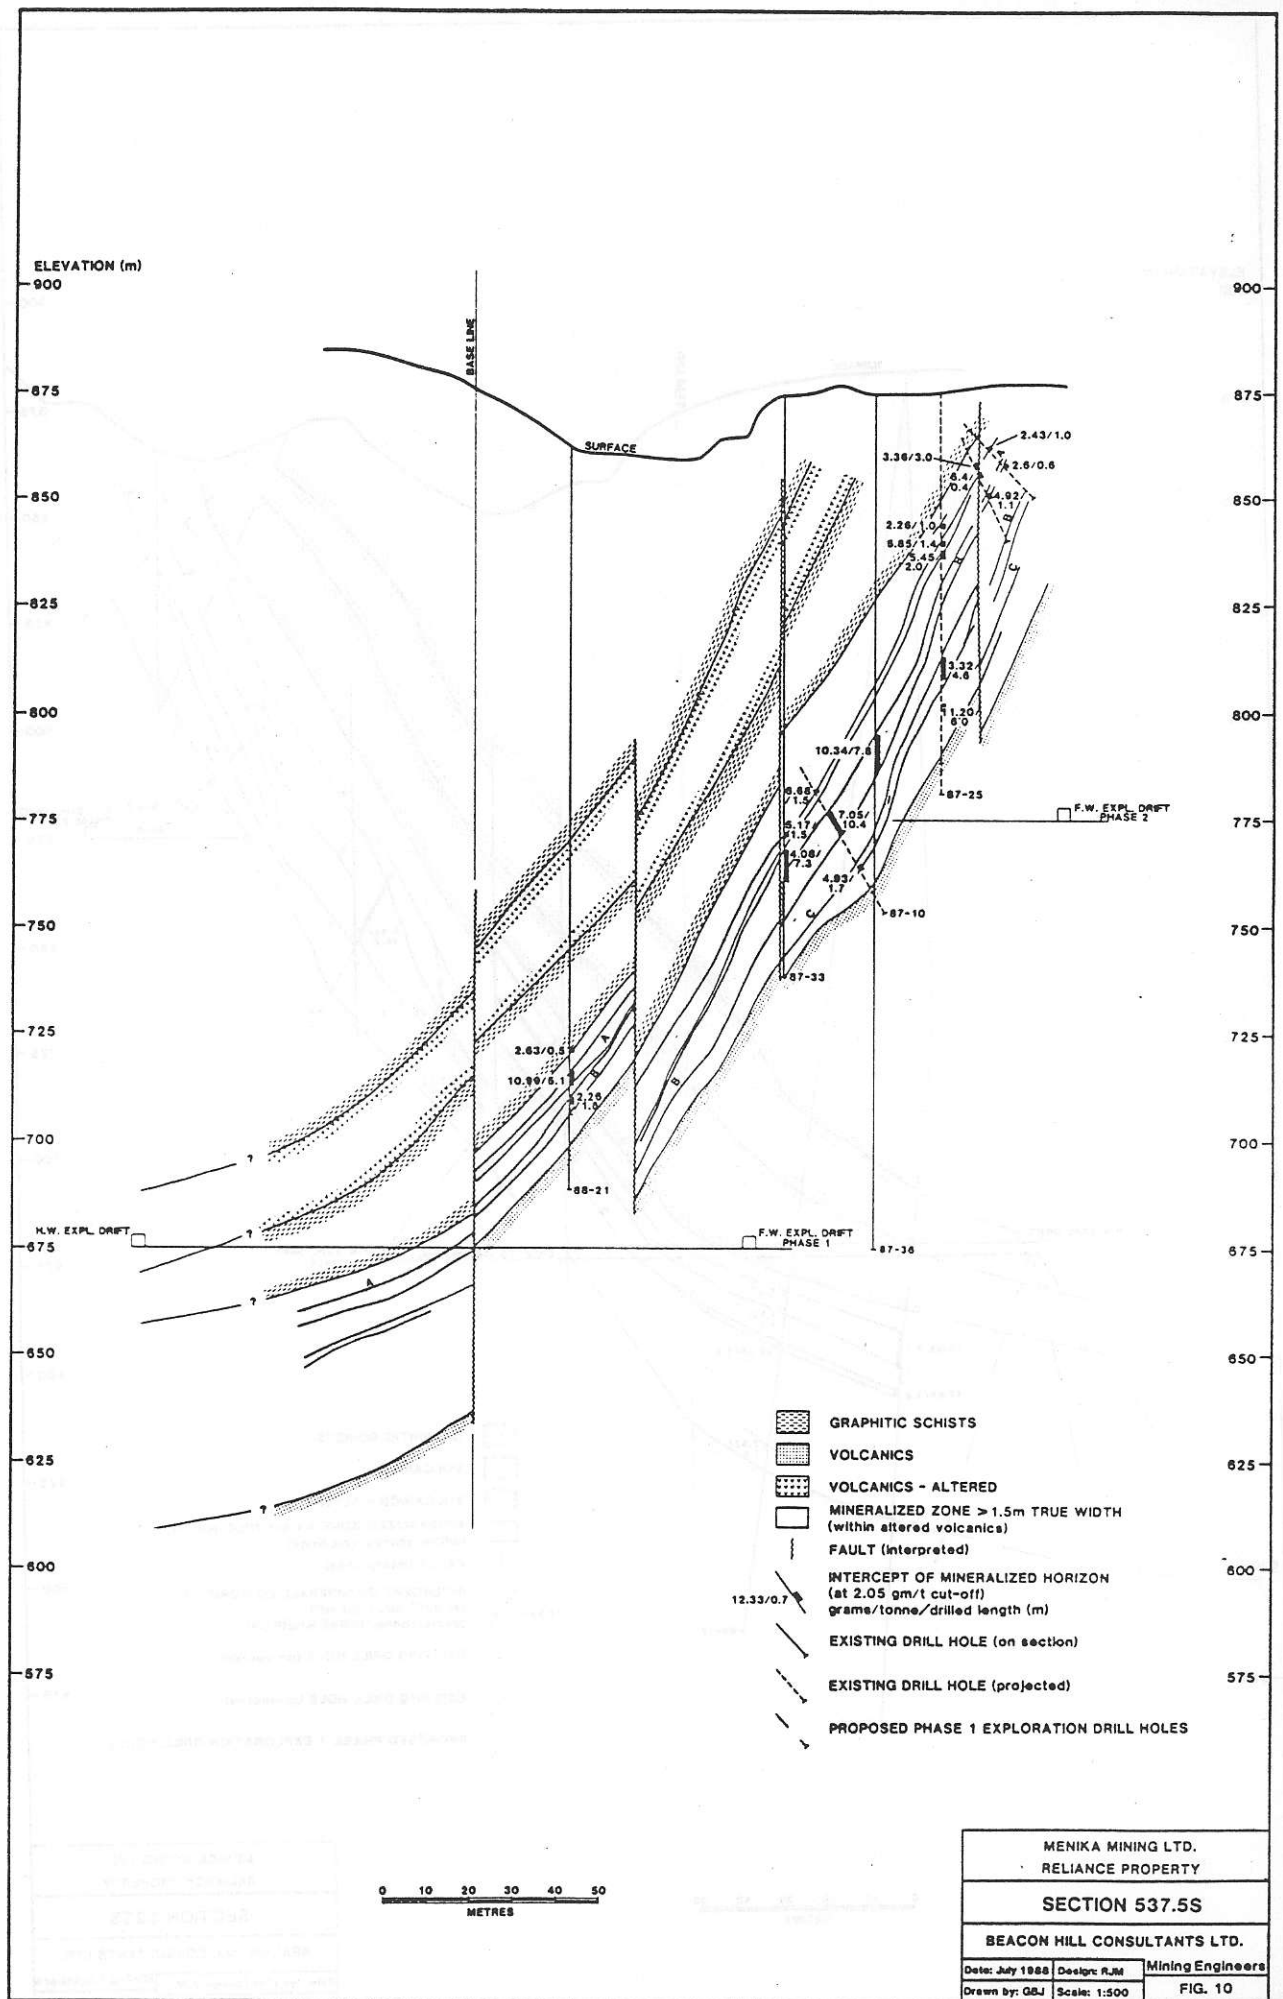 ELEVATION (m)
900
900
BASE LINE
875
875
SURFACE
2.43/1.0
3.36/3.0
A
2.6/0.6
6.4/
0.4
850
850
4.92/
1.1
B
2.26/1.0
6.85/1.4
5.45
2.0
B
C
825
825
3.32
/4.6
800
800
1.20
6.0
10.34/7.8
6.68/
1.5
87-25
F.W. EXPL. DRIFT
PHASE 2
775
775
7.05/
10.4
5.17/
1.5
4.08/
7.3
4.93/
1.7
C
87-10
750
750
87-33
725
725
2.63/0.5
A
10.99/5.1
B
2.26
1.0
B
700
700
?
88-21
H.W. EXPL. DRIFT
?
F.W. EXPL. DRIFT
PHASE 1
675
675
87-36
A
?
650
650
GRAPHITIC SCHISTS
VOLCANICS
625
625
VOLCANICS - ALTERED
?
MINERALIZED ZONE > 1.5m TRUE WIDTH
(within altered volcanics)
FAULT (interpreted)
600
600
INTERCEPT OF MINERALIZED HORIZON
12.33/0.7
(at 2.05 gm/t cut-off)
grams/tonne/drilled length (m)
EXISTING DRILL HOLE (on section)
575
575
EXISTING DRILL HOLE (projected)
PROPOSED PHASE 1 EXPLORATION DRILL HOLES
MENIKA MINING LTD.
RELIANCE PROPERTY
0 10 20 30 40 50
METRES
SECTION 537.5S
BEACON HILL CONSULTANTS LTD.
Date: July 1988 Design: RJM Mining Engineers
Drawn by: GBJ Scale: 1:500 FIG. 10